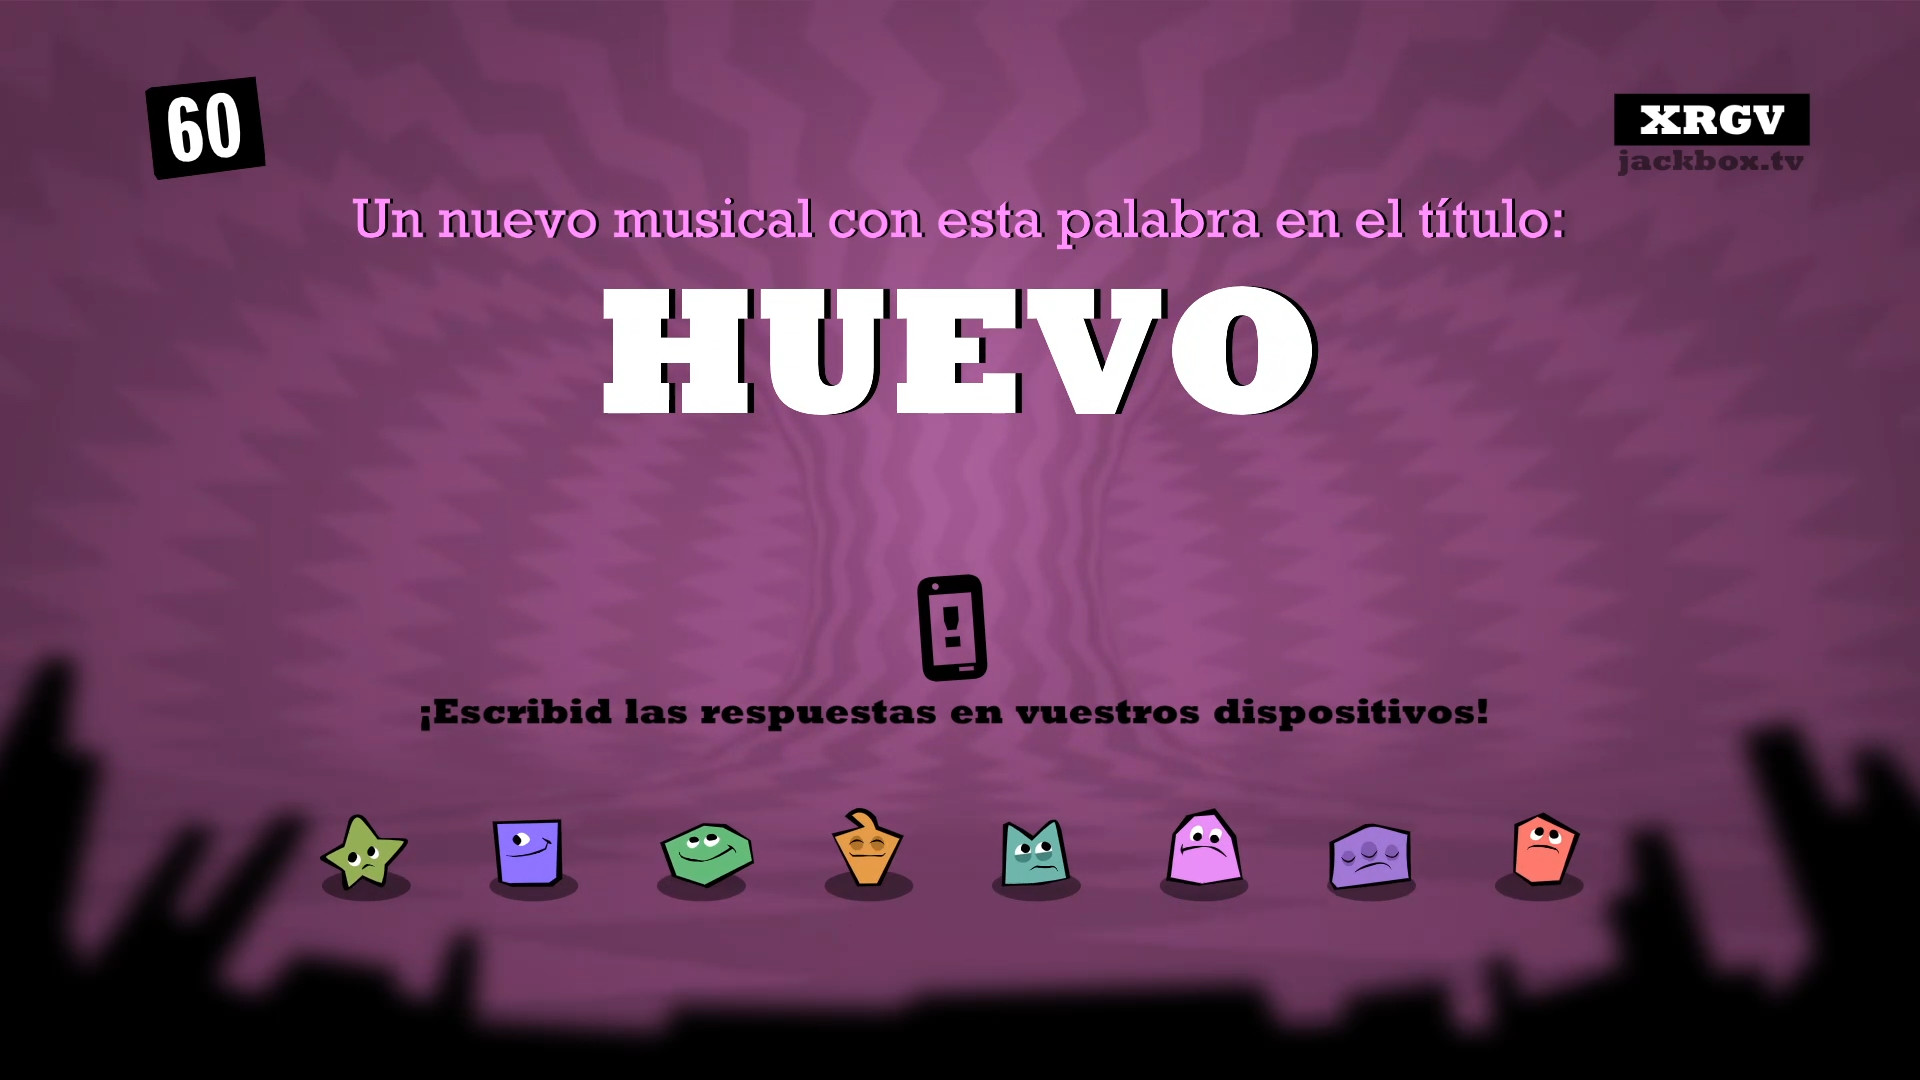 60
XRGV
jackbox.tv
Un nuevo musical con esta palabra en el título:
HUEVO
!
¡Escribid las respuestas en vuestros dispositivos!